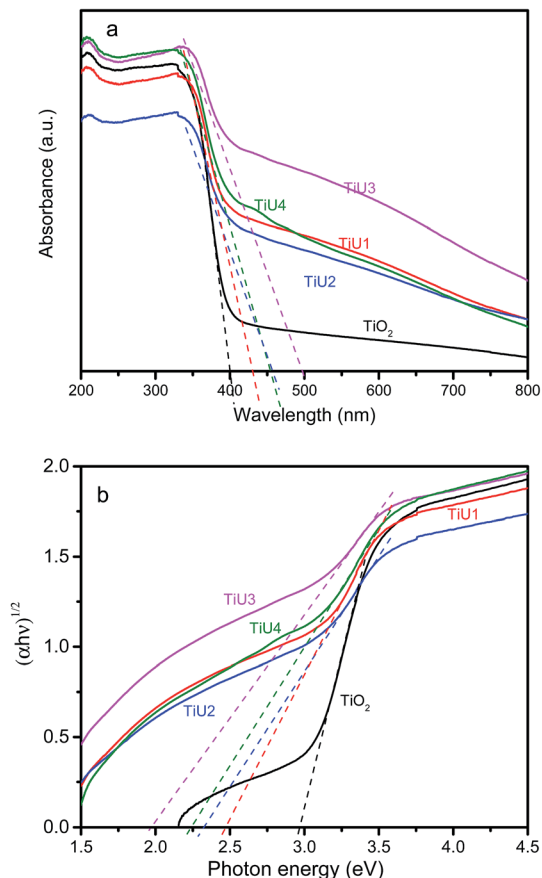 a
Absorbance (a.u.)
TiU3
TiU4
TiU1
TiU2
TiO2
200 300 400 500 600 700 800
Wavelength (nm)
b
2.0
1.5
1.0
0.5
0.0
(αhν)1/2
TiU1
TiU3
TiU4
TiU2
TiO2
1.5 2.0 2.5 3.0 3.5 4.0 4.5
Photon energy (eV)